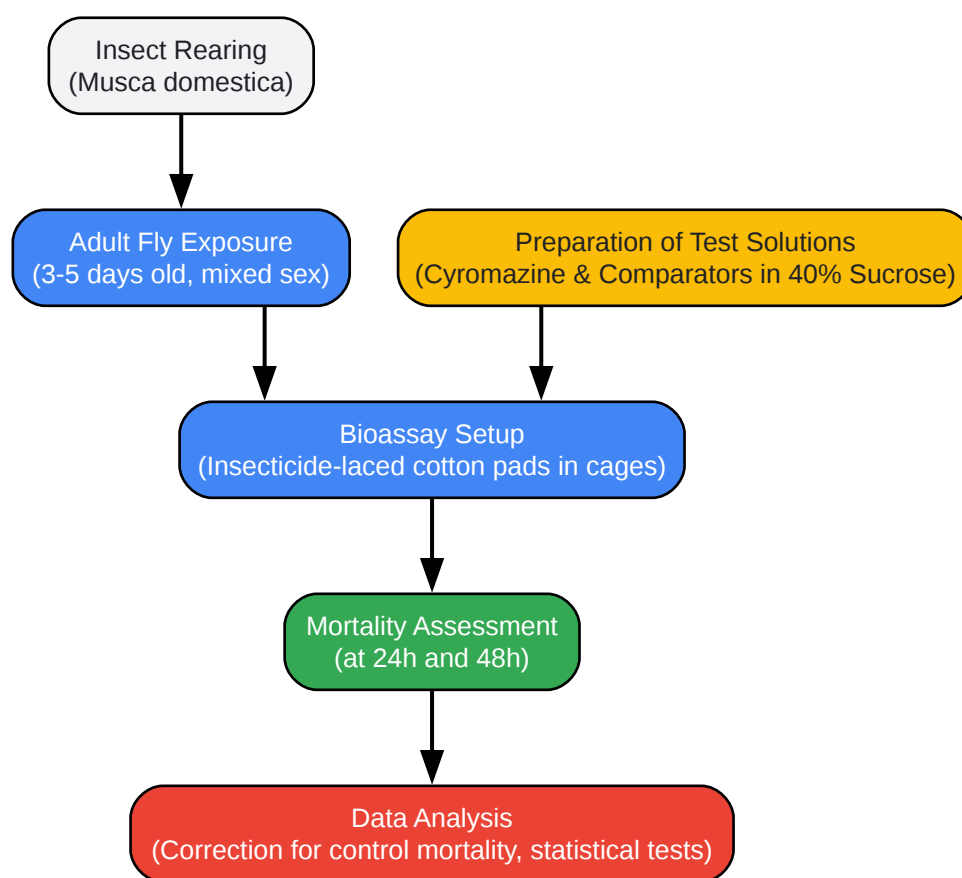 Insect Rearing
(Musca domestica)
Adult Fly Exposure
(3-5 days old, mixed sex)
Preparation of Test Solutions
(Cyromazine & Comparators in 40% Sucrose)
Bioassay Setup
(Insecticide-laced cotton pads in cages)
Mortality Assessment
(at 24h and 48h)
Data Analysis
(Correction for control mortality, statistical tests)